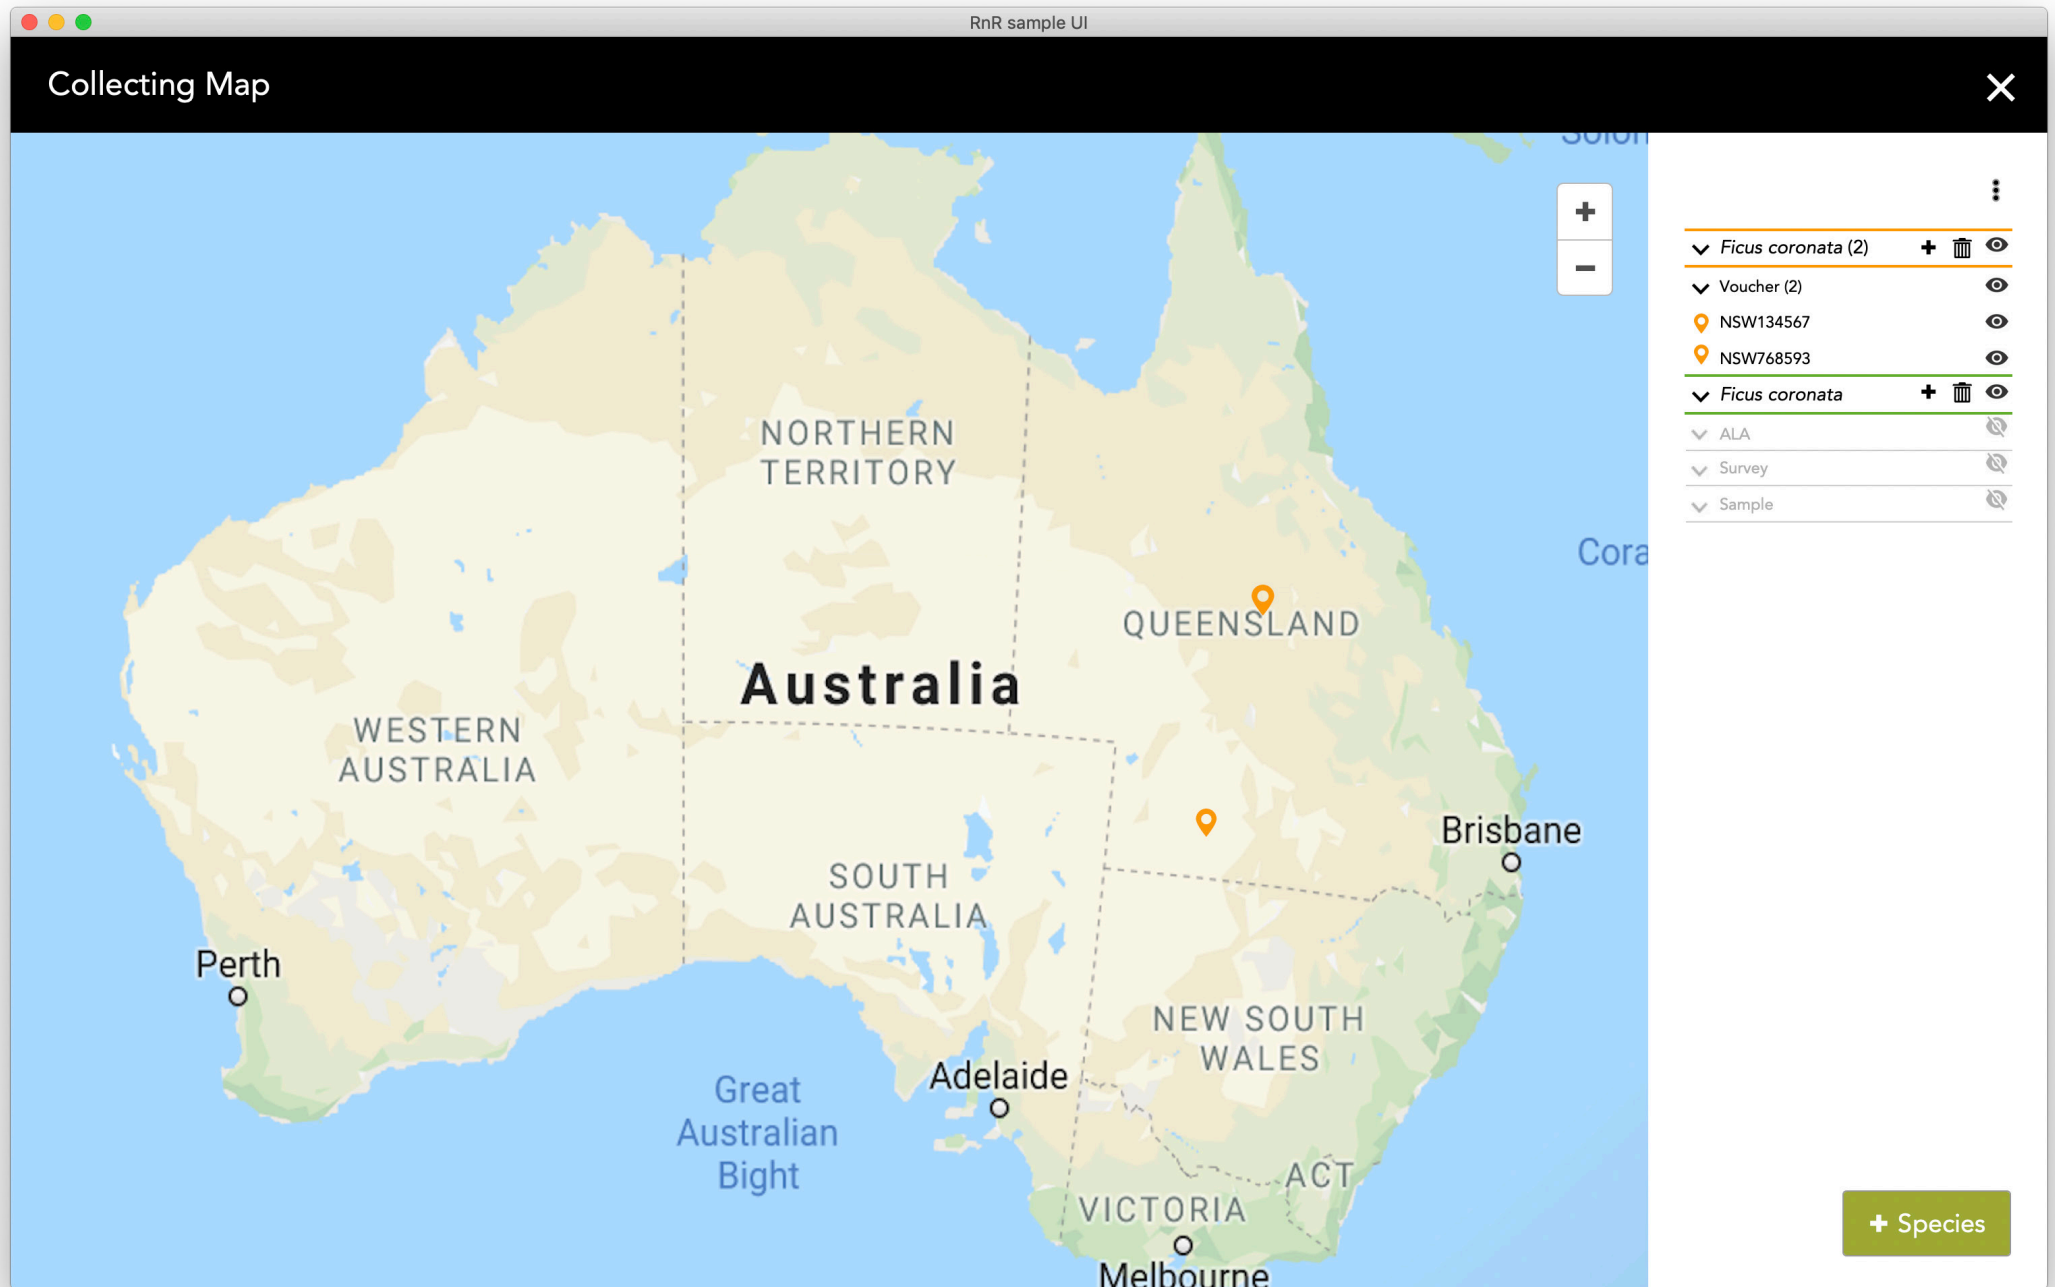 RnR sample UI
Collecting Map
Ficus coronata (2)
Voucher (2)
NSW134567
NSW768593
Ficus coronata
ALA
Survey
Sample
+ Species
NORTHERN
TERRITORY
QUEENSLAND
Australia
WESTERN
AUSTRALIA
SOUTH
AUSTRALIA
Brisbane
Perth
NEW SOUTH
WALES
Adelaide
Great
Australian
Bight
ACT
VICTORIA
Melbourne
Cora